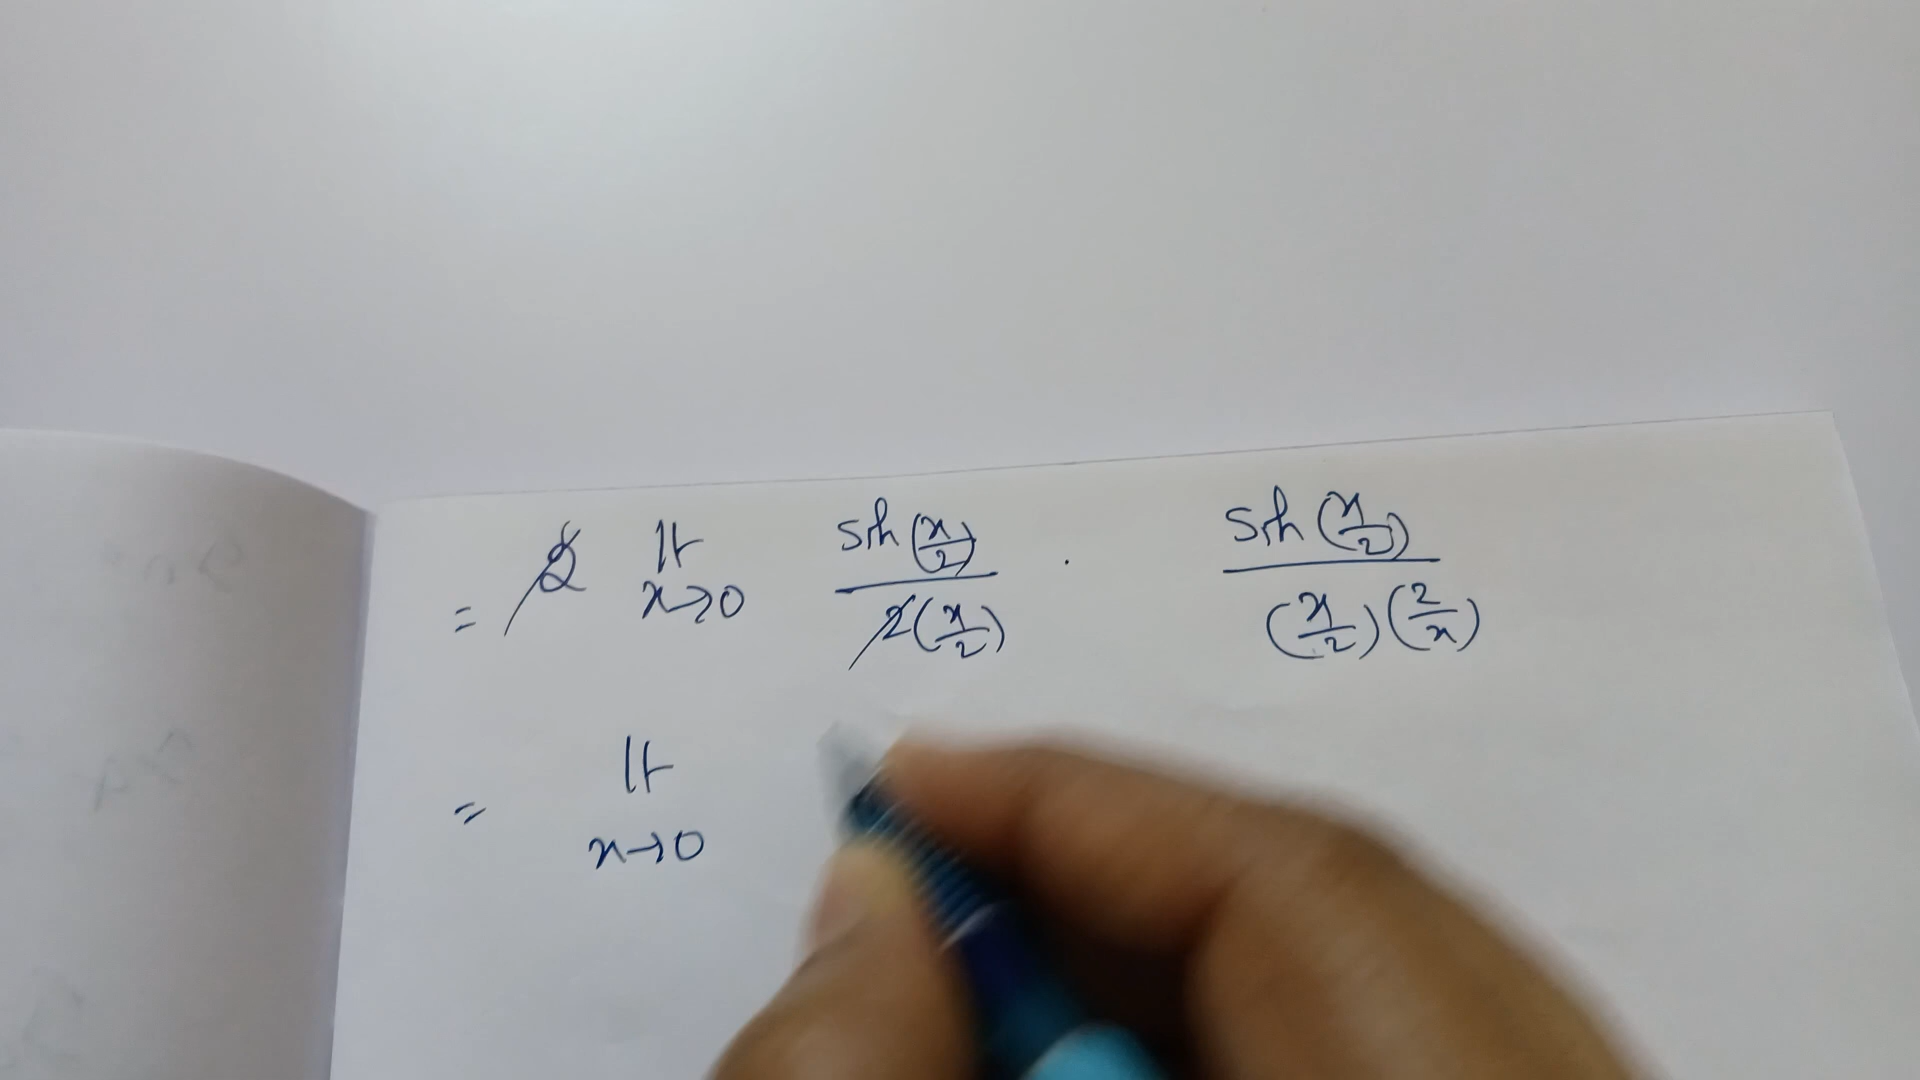 = 2 lt x→0 sin(x/2) / 2(x/2) . sin(x/2) / (x/2)(2/x)
= lt x→0